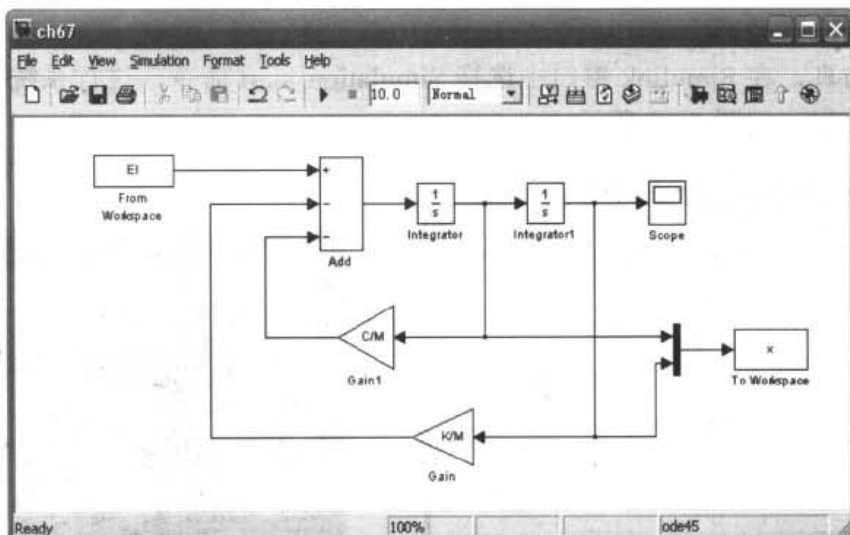 ch67
File Edit View Simulation Format Tools Help
10.0 Normal
EI
From
Workspace
+
−
−
Add
1
s
Integrator
1
s
Integrator1
Scope
C/M
Gain1
x
To Workspace
K/M
Gain
Ready 100% ode45